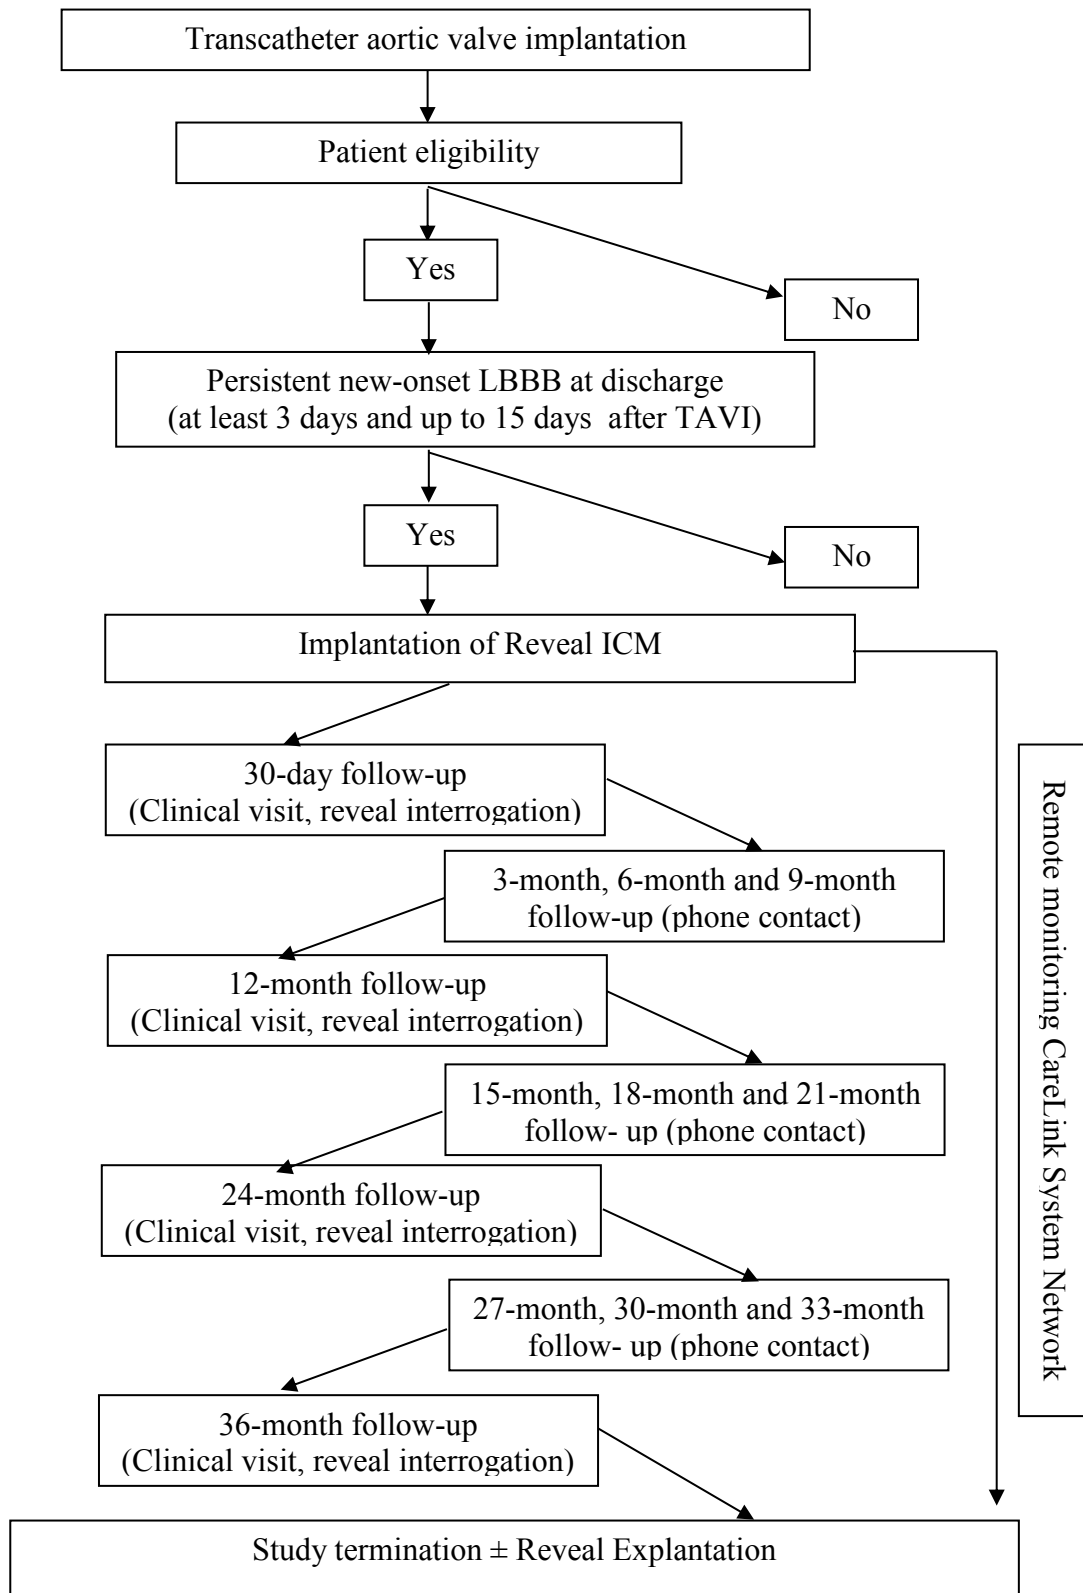 Transcatheter aortic valve implantation
Patient eligibility
Yes
No
Persistent new-onset LBBB at discharge
(at least 3 days and up to 15 days  after TAVI)
Yes
No
Implantation of Reveal ICM
30-day follow-up
(Clinical visit, reveal interrogation)
3-month, 6-month and 9-month
follow-up (phone contact)
12-month follow-up
(Clinical visit, reveal interrogation)
15-month, 18-month and 21-month
follow- up (phone contact)
24-month follow-up
(Clinical visit, reveal interrogation)
27-month, 30-month and 33-month
follow- up (phone contact)
36-month follow-up
(Clinical visit, reveal interrogation)
Remote monitoring CareLink System Network
Study termination ± Reveal Explantation